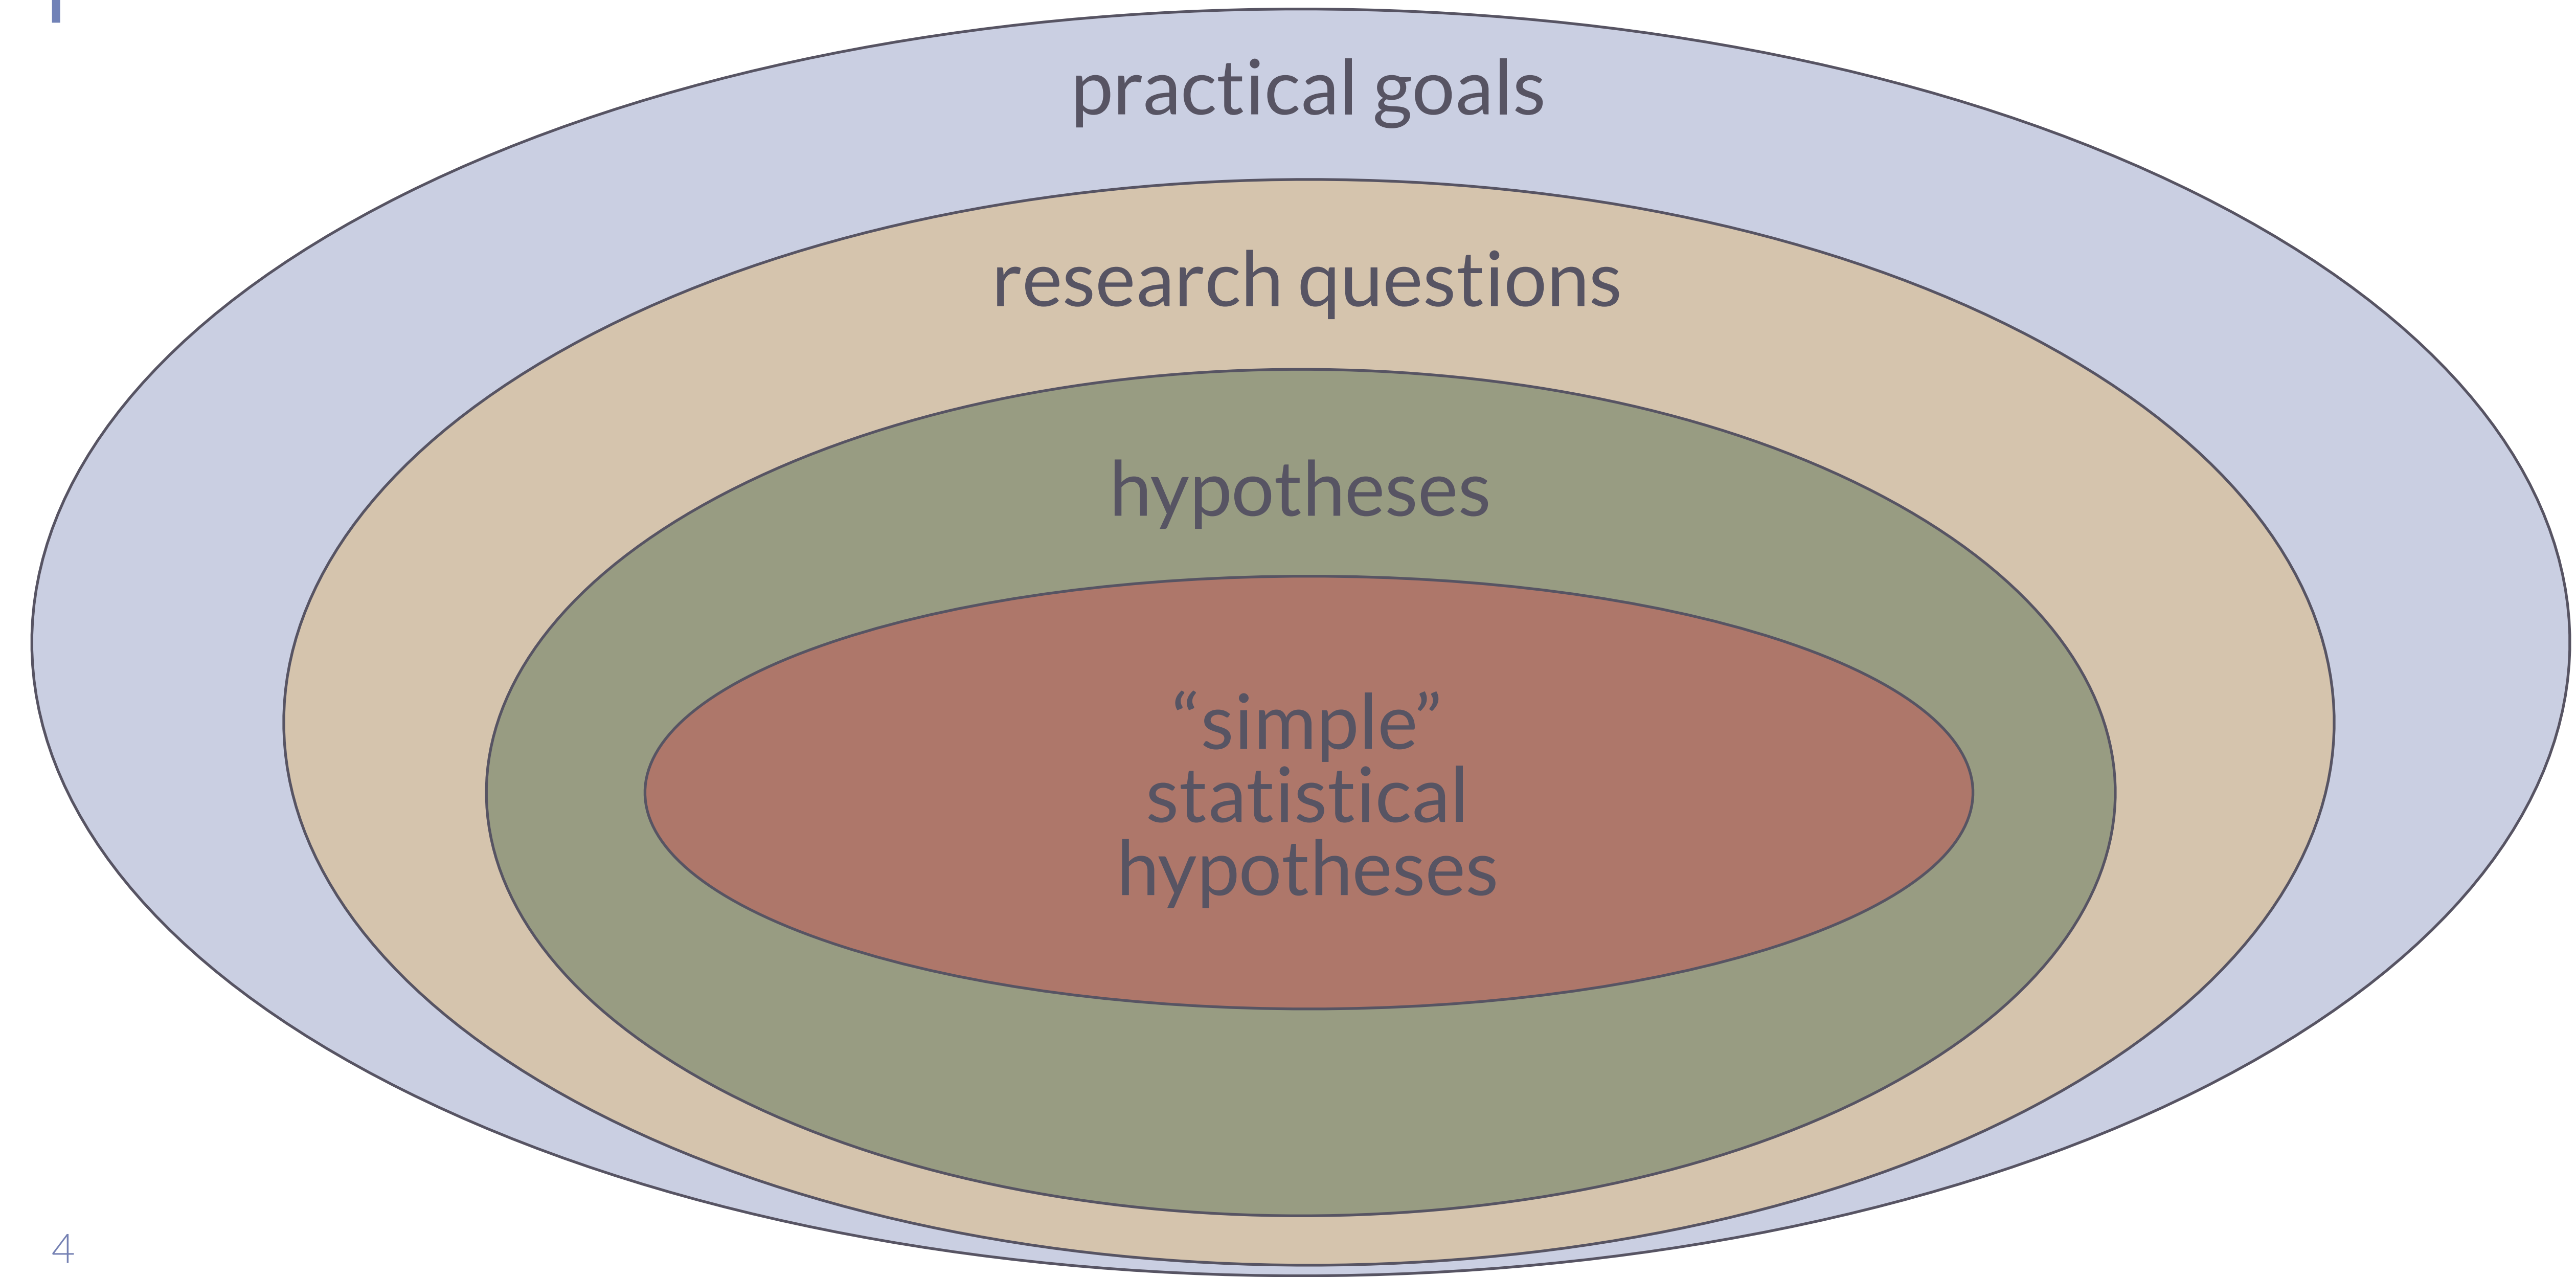 practical goals
research questions
hypotheses
“simple”
statistical
hypotheses
4